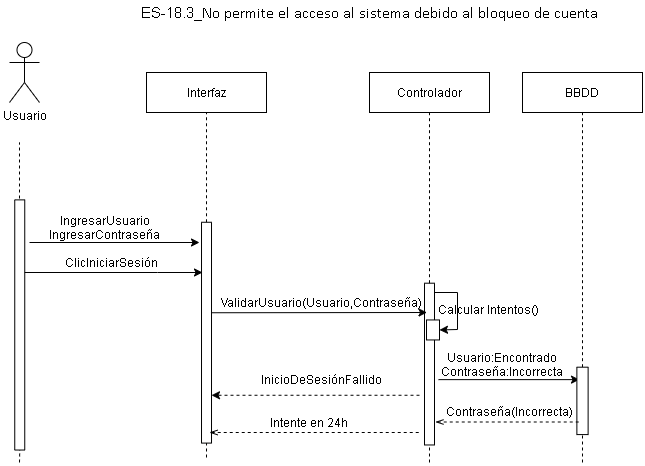 ES-18.3_No permite el acceso al sistema debido al bloqueo de cuenta
Usuario
Interfaz
Controlador
BBDD
IngresarUsuario
IngresarContraseña
ClicIniciarSesión
ValidarUsuario(Usuario,Contraseña)
Calcular Intentos()
Usuario:Encontrado
Contraseña:Incorrecta
InicioDeSesiónFallido
Contraseña(Incorrecta)
Intente en 24h